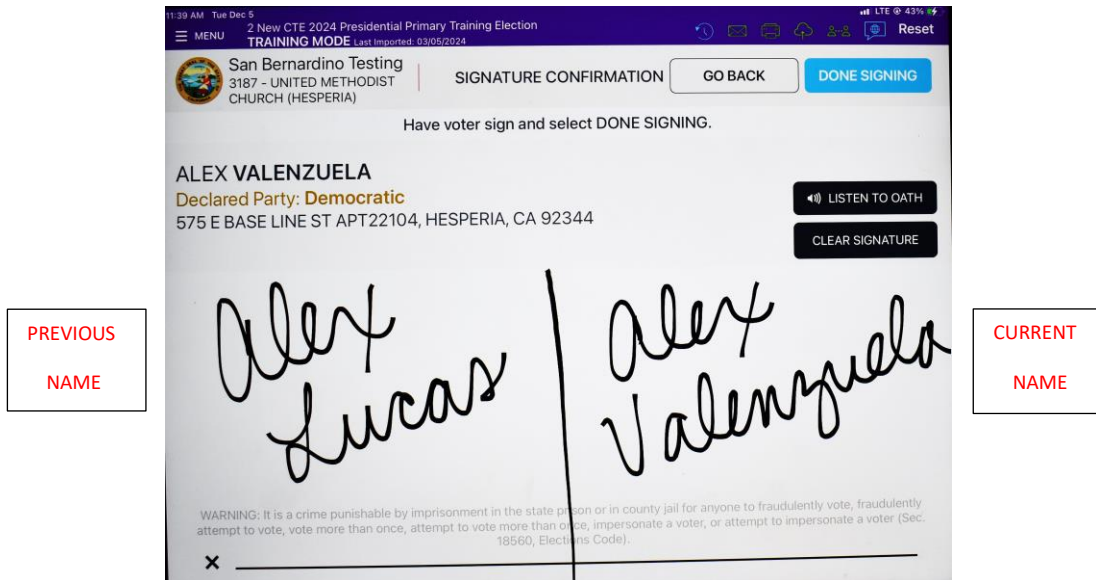 11:39 AM Tue Dec 5
LTE 43%
MENU
2 New CTE 2024 Presidential Primary Training Election
TRAINING MODE Last Imported: 03/05/2024
Reset
San Bernardino Testing
3187 - UNITED METHODIST
CHURCH (HESPERIA)
SIGNATURE CONFIRMATION
GO BACK
DONE SIGNING
Have voter sign and select DONE SIGNING.
ALEX VALENZUELA
Declared Party: Democratic
575 E BASE LINE ST APT22104, HESPERIA, CA 92344
LISTEN TO OATH
CLEAR SIGNATURE
PREVIOUS
NAME
Alex
Lucas
Alex
Valenzuela
CURRENT
NAME
WARNING: It is a crime punishable by imprisonment in the state prison or in county jail for anyone to fraudulently vote, fraudulently
attempt to vote, vote more than once, attempt to vote more than once, impersonate a voter, or attempt to impersonate a voter (Sec.
18560, Elections Code).
X